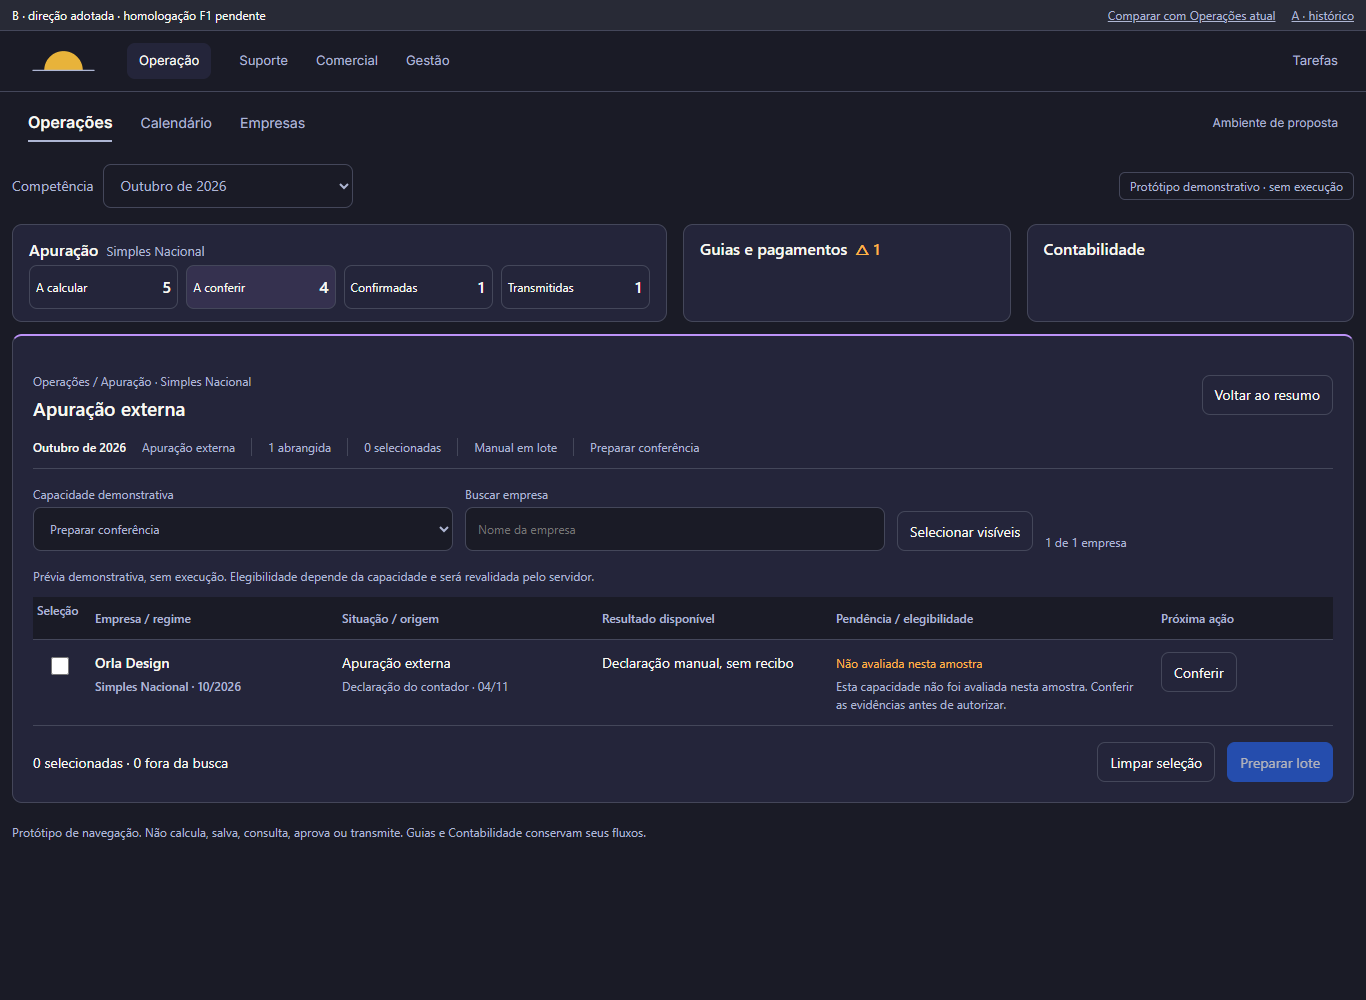 B · direção adotada · homologação F1 pendente
Comparar com Operações atual
A · histórico
Operação
Suporte
Comercial
Gestão
Tarefas
Operações
Calendário
Empresas
Ambiente de proposta
Competência
Outubro de 2026
Protótipo demonstrativo · sem execução
Apuração Simples Nacional
A calcular 5
A conferir 4
Confirmadas 1
Transmitidas 1
Guias e pagamentos 1
Contabilidade
Operações / Apuração · Simples Nacional
Apuração externa
Voltar ao resumo
Outubro de 2026 Apuração externa 1 abrangida 0 selecionadas Manual em lote Preparar conferência
Capacidade demonstrativa
Preparar conferência
Buscar empresa
Nome da empresa
Selecionar visíveis
1 de 1 empresa
Prévia demonstrativa, sem execução. Elegibilidade depende da capacidade e será revalidada pelo servidor.
Seleção Empresa / regime Situação / origem Resultado disponível Pendência / elegibilidade Próxima ação
Orla Design
Simples Nacional · 10/2026
Apuração externa
Declaração do contador · 04/11
Declaração manual, sem recibo
Não avaliada nesta amostra
Esta capacidade não foi avaliada nesta amostra. Conferir
as evidências antes de autorizar.
Conferir
0 selecionadas · 0 fora da busca
Limpar seleção
Preparar lote
Protótipo de navegação. Não calcula, salva, consulta, aprova ou transmite. Guias e Contabilidade conservam seus fluxos.